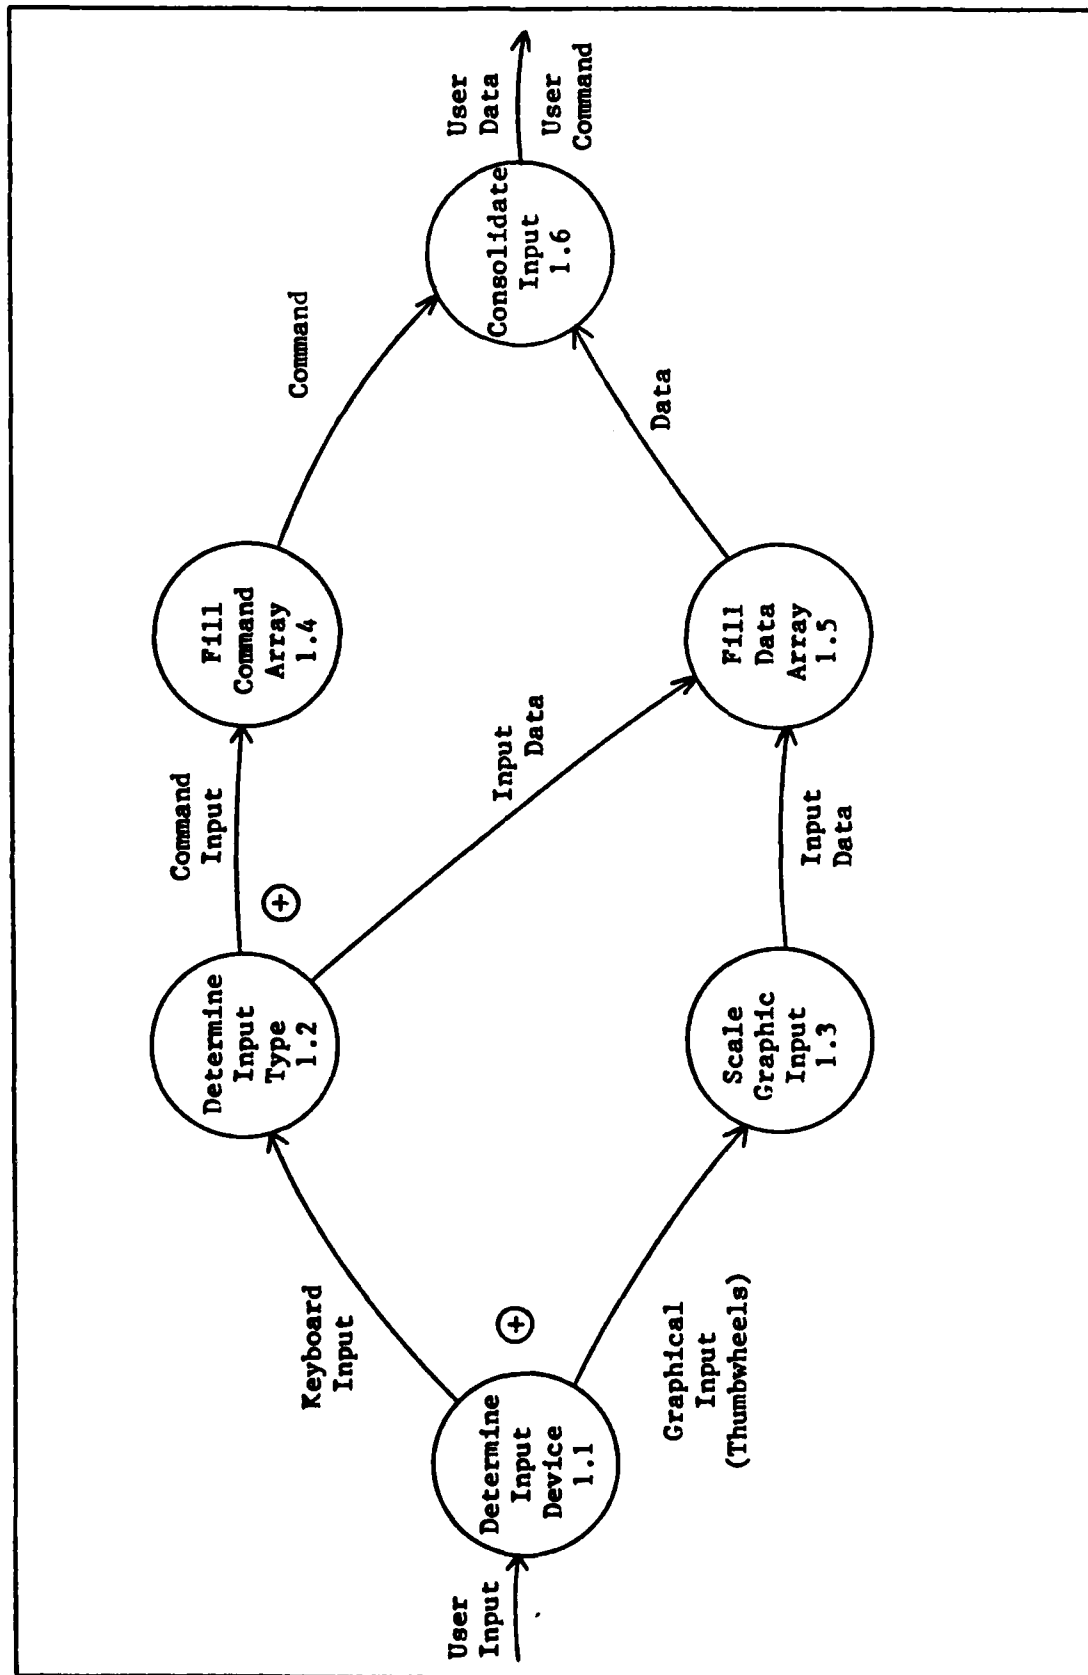 User
Input
Determine
Input
Device
1.1
+
Keyboard
Input
Graphical
Input
(Thumbwheels)
Determine
Input
Type
1.2
+
Scale
Graphic
Input
1.3
Command
Input
Input
Data
Input
Data
Fill
Command
Array
1.4
Fill
Data
Array
1.5
Command
Data
Consolidate
Input
1.6
User
Data
User
Command